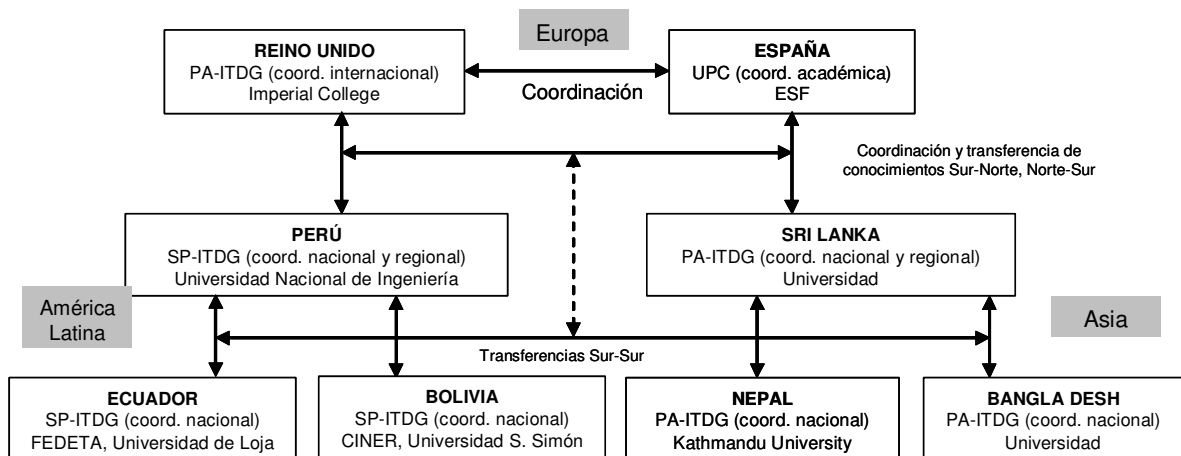 Europa
REINO UNIDO
PA-ITDG (coord. internacional)
Imperial College
Coordinación
ESPAÑA
UPC (coord. académica)
ESF
Coordinación y transferencia de
conocimientos Sur-Norte, Norte-Sur
PERÚ
SP-ITDG (coord. nacional y regional)
Universidad Nacional de Ingeniería
SRI LANKA
PA-ITDG (coord. nacional y regional)
Universidad
América
Latina
Asia
Transferencias Sur-Sur
ECUADOR
SP-ITDG (coord. nacional)
FEDETA, Universidad de Loja
BOLIVIA
SP-ITDG (coord. nacional)
CINER, Universidad S. Simón
NEPAL
PA-ITDG (coord. nacional)
Kathmandu University
BANGLA DESH
PA-ITDG (coord. nacional)
Universidad